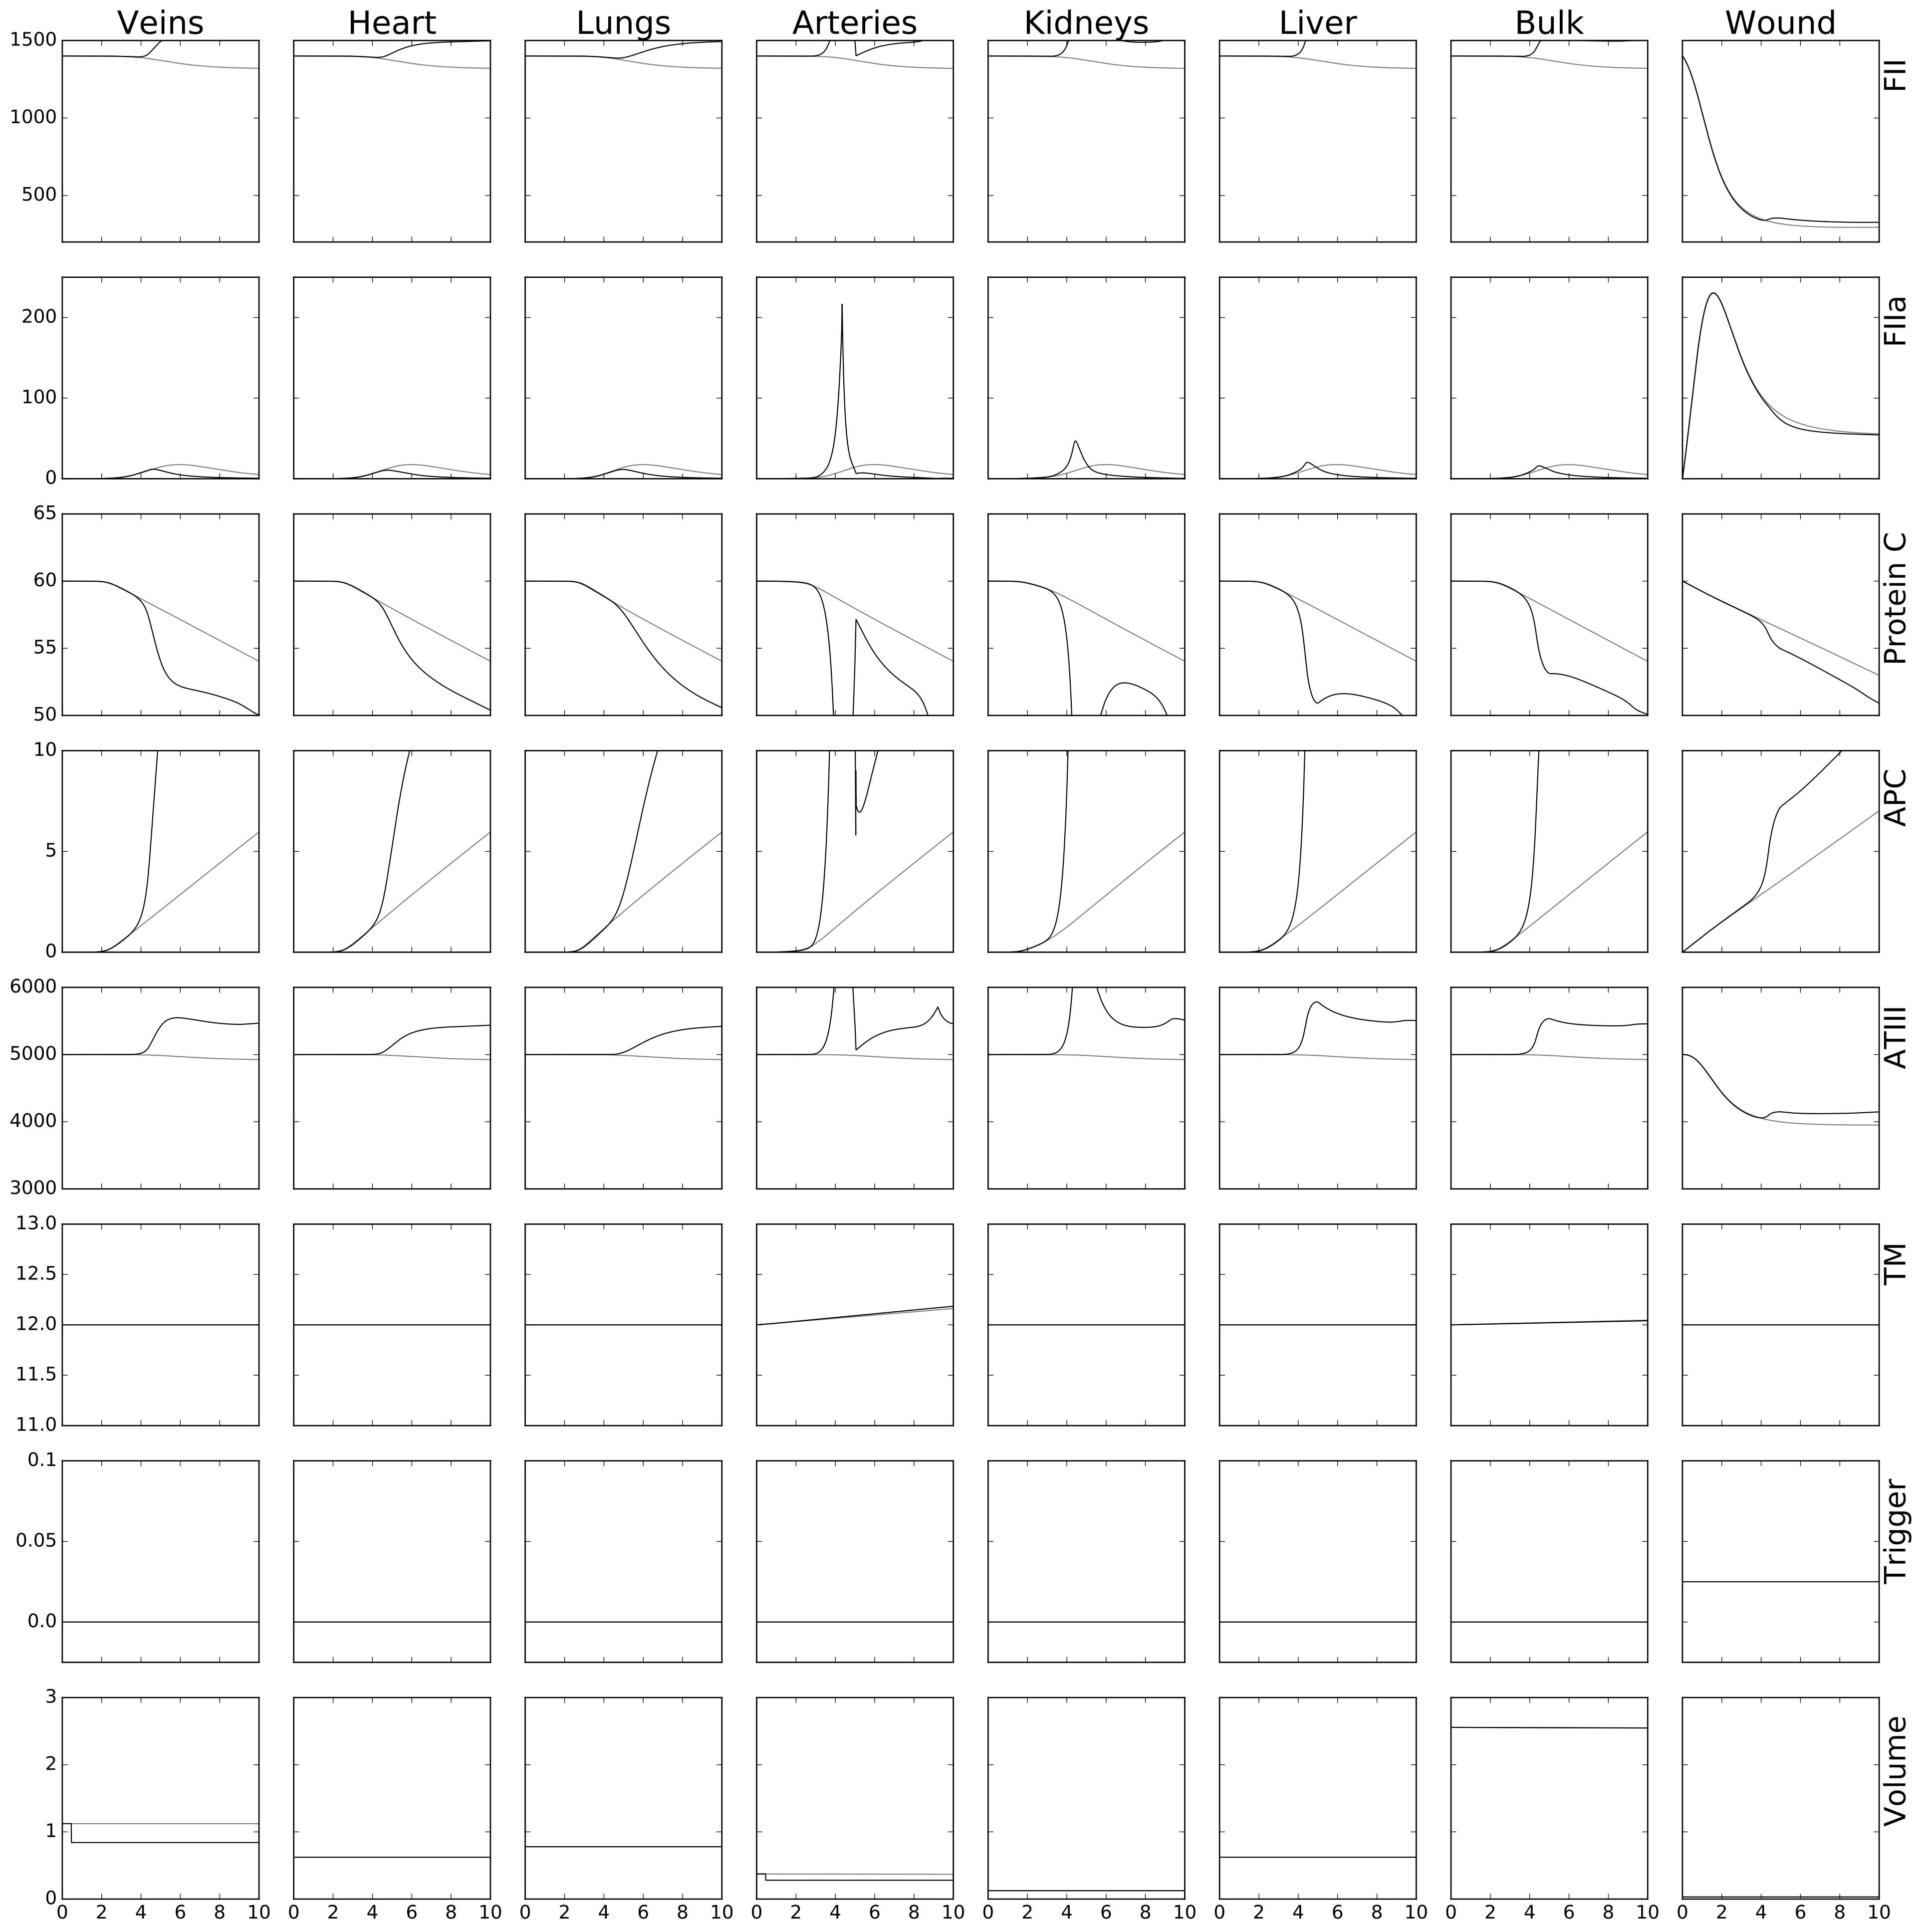 Veins Heart Lungs Arteries Kidneys Liver Bulk Wound
1500
1000
500
FII
200
100
0
FIIa
65
60
55
50
Protein C
10
5
0
APC
6000
5000
4000
3000
ATIII
13.0
12.5
12.0
11.5
11.0
TM
0.1
0.05
0.0
Trigger
3
2
1
0
Volume
0 2 4 6 8 10 0 2 4 6 8 10 0 2 4 6 8 10 0 2 4 6 8 10 0 2 4 6 8 10 0 2 4 6 8 10 0 2 4 6 8 10 0 2 4 6 8 10